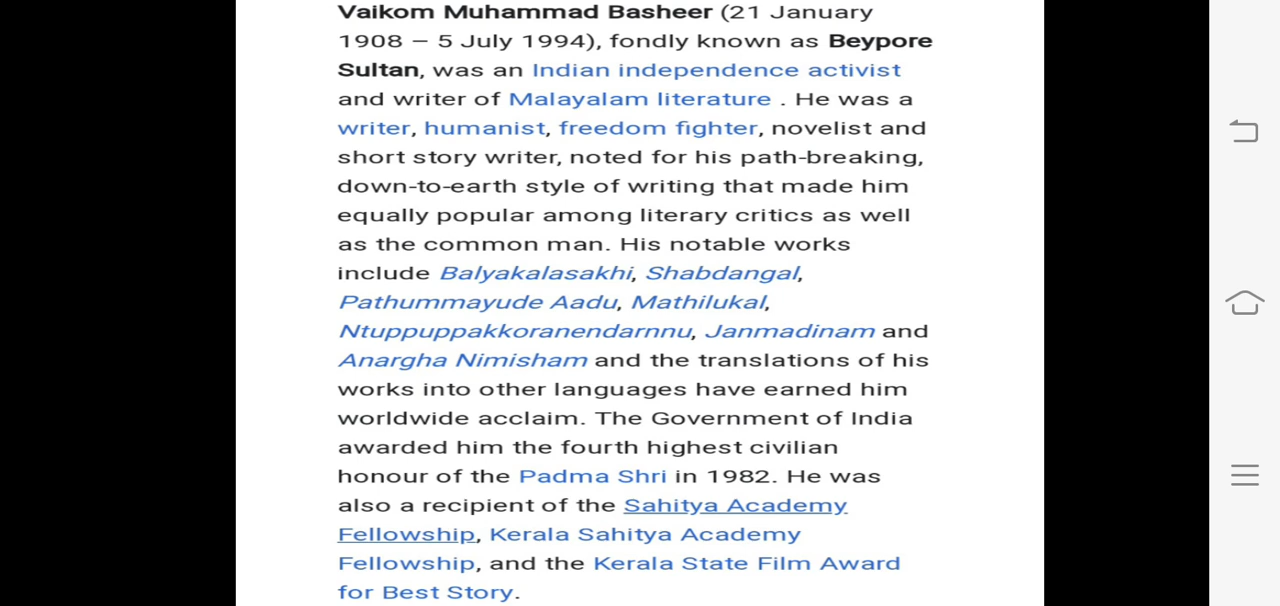 Vaikom Muhammad Basheer (21 January
1908 – 5 July 1994), fondly known as Beypore
Sultan, was an Indian independence activist
and writer of Malayalam literature . He was a
writer, humanist, freedom fighter, novelist and
short story writer, noted for his path-breaking,
down-to-earth style of writing that made him
equally popular among literary critics as well
as the common man. His notable works
include Balyakalasakhi, Shabdangal,
Pathummayude Aadu, Mathilukal,
Ntuppuppakkoranendarnnu, Janmadinam and
Anargha Nimisham and the translations of his
works into other languages have earned him
worldwide acclaim. The Government of India
awarded him the fourth highest civilian
honour of the Padma Shri in 1982. He was
also a recipient of the Sahitya Academy
Fellowship, Kerala Sahitya Academy
Fellowship, and the Kerala State Film Award
for Best Story.